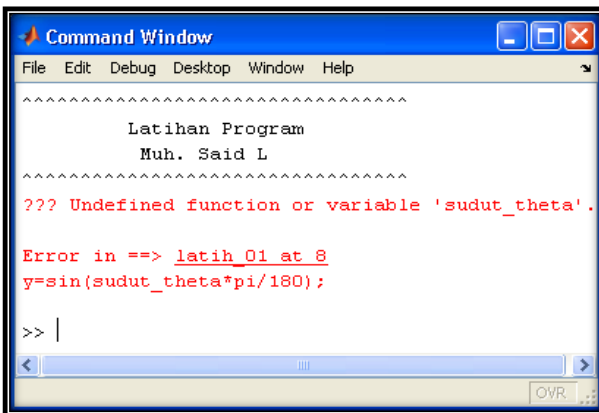 Command Window
File Edit Debug Desktop Window Help
^^^^^^^^^^^^^^^^^^^^^^^^^^^^^^^^^
Latihan Program
Muh. Said L
^^^^^^^^^^^^^^^^^^^^^^^^^^^^^^^^^
??? Undefined function or variable 'sudut_theta'.
Error in ==> latih_01 at 8
y=sin(sudut_theta*pi/180);
>>
OVR